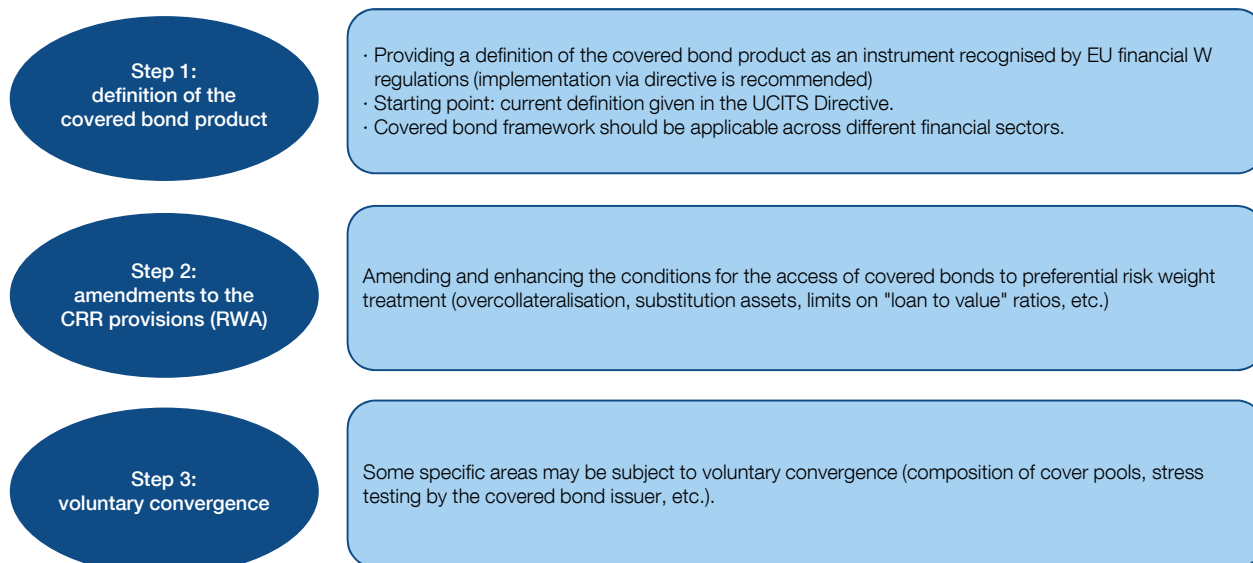 Step 1:
definition of the
covered bond product
· Providing a definition of the covered bond product as an instrument recognised by EU financial W
regulations (implementation via directive is recommended)
· Starting point: current definition given in the UCITS Directive.
· Covered bond framework should be applicable across different financial sectors.
Step 2:
amendments to the
CRR provisions (RWA)
Amending and enhancing the conditions for the access of covered bonds to preferential risk weight
treatment (overcollateralisation, substitution assets, limits on "loan to value" ratios, etc.)
Step 3:
voluntary convergence
Some specific areas may be subject to voluntary convergence (composition of cover pools, stress
testing by the covered bond issuer, etc.).